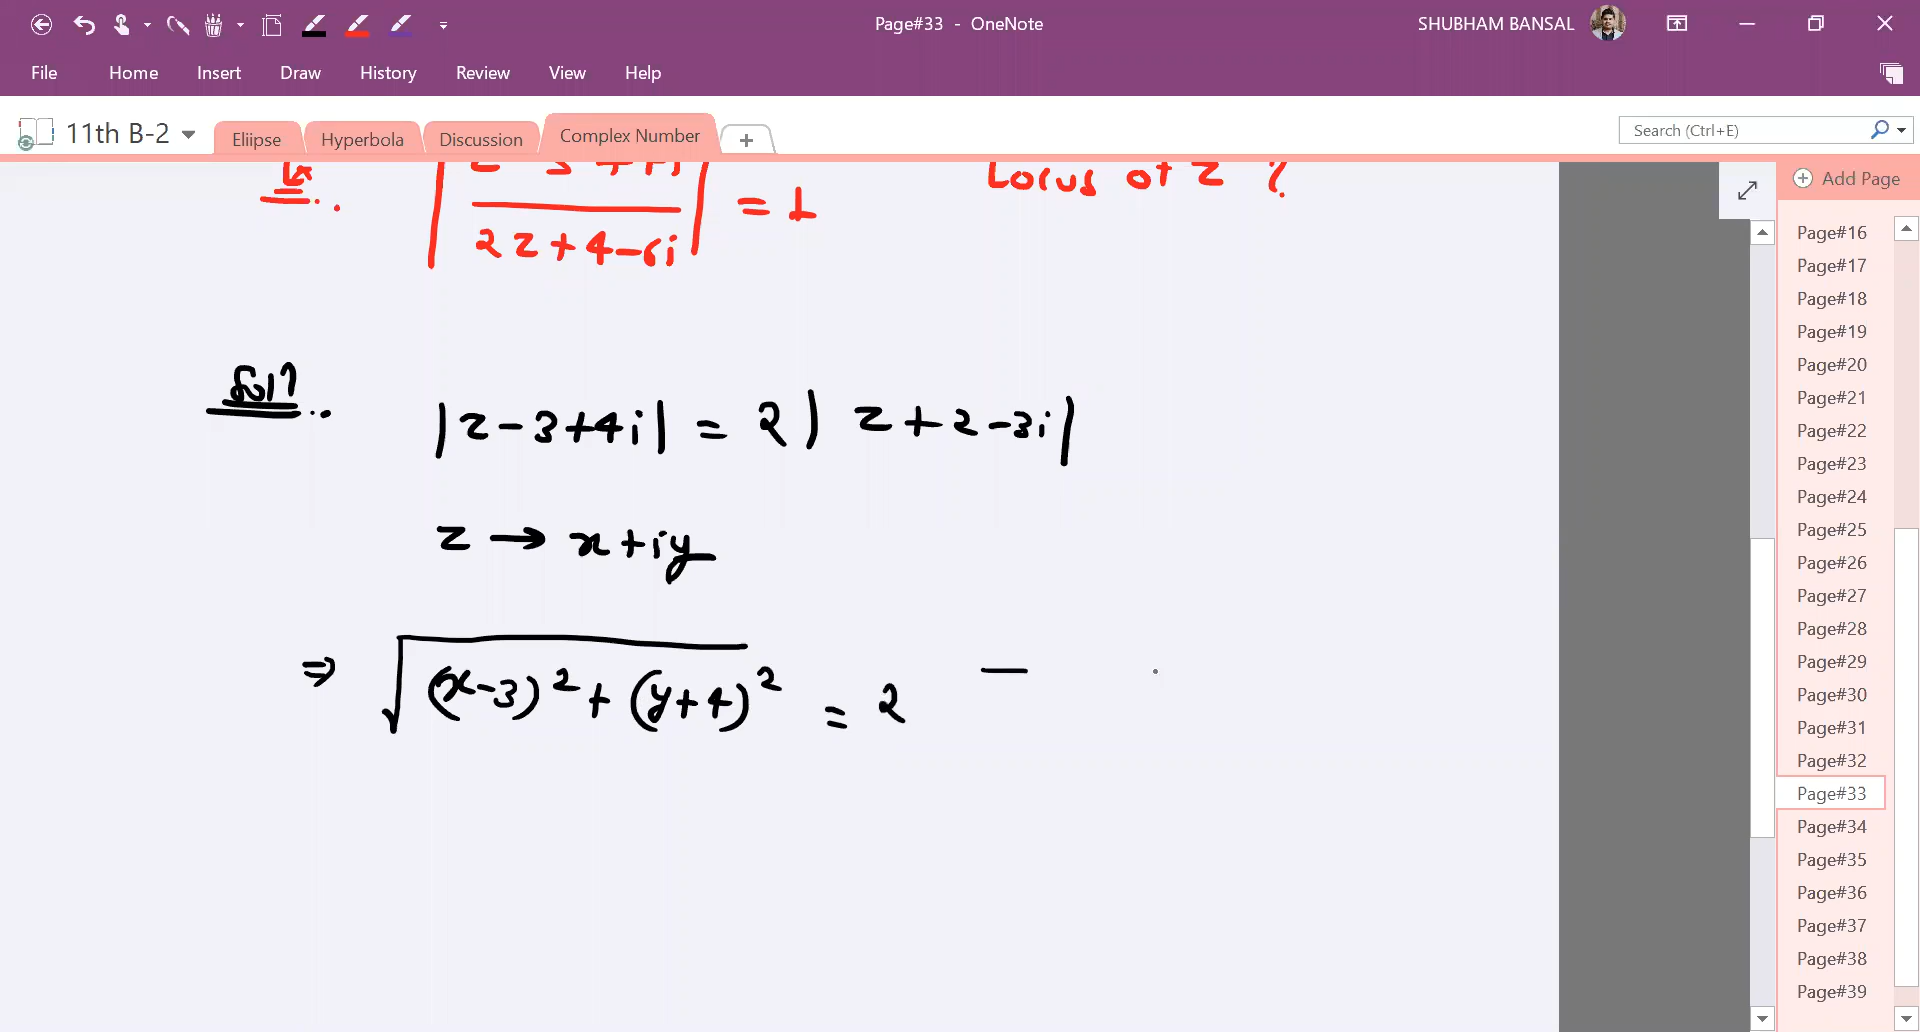 Page#33 - OneNote
SHUBHAM BANSAL
File Home Insert Draw History Review View Help
11th B-2
Eliipse Hyperbola Discussion Complex Number
Search (Ctrl+E)
Add Page
Page#16
Page#17
Page#18
Page#19
Page#20
Page#21
Page#22
Page#23
Page#24
Page#25
Page#26
Page#27
Page#28
Page#29
Page#30
Page#31
Page#32
Page#33
Page#34
Page#35
Page#36
Page#37
Page#38
Page#39
Locus of z ?
|z-3+4i / 2z+4-6i| = 1
Solⁿ:
|z-3+4i| = 2|z+2-3i|
z → x+iy
⇒ √(x-3)²+(y+4)² = 2 —